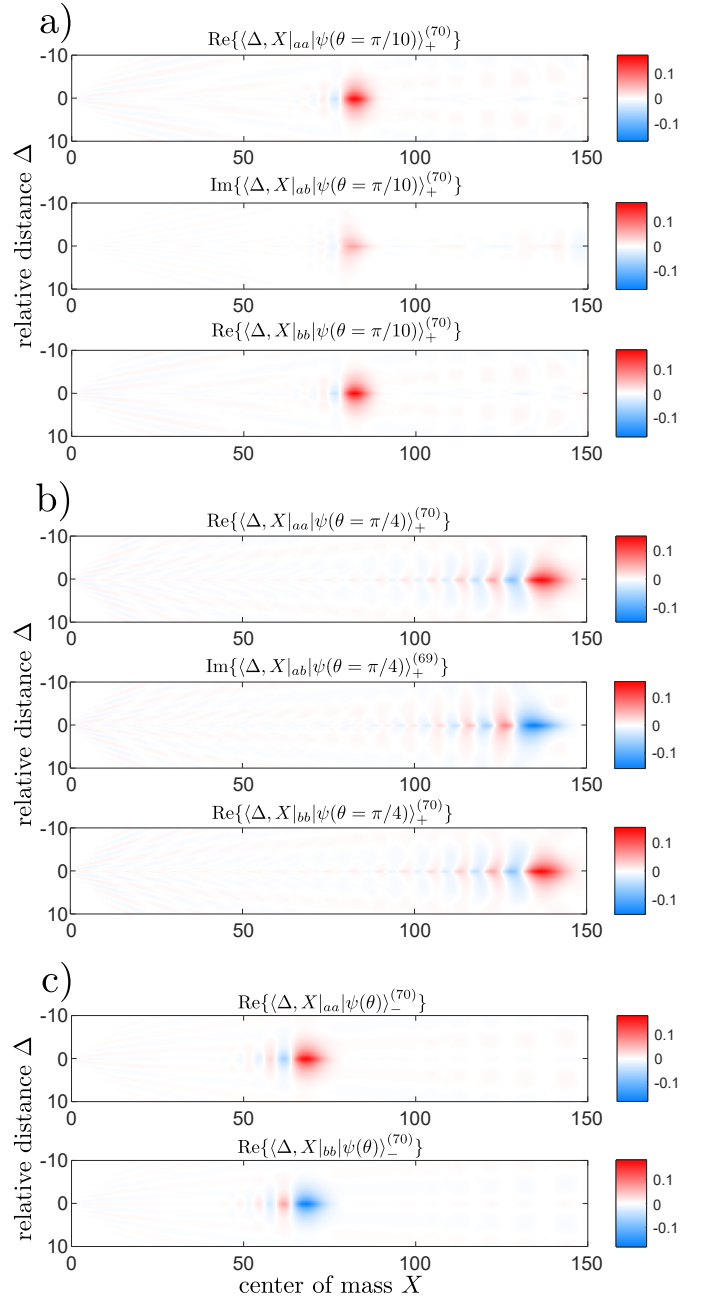 a)
Re{⟨Δ, X|_{aa}|ψ(θ = π/10)⟩_+^{(70)}}
-10
0
10
0 50 100 150
0.1
0
-0.1
Im{⟨Δ, X|_{ab}|ψ(θ = π/10)⟩_+^{(70)}}
-10
0
10
0 50 100 150
0.1
0
-0.1
relative distance Δ
Re{⟨Δ, X|_{bb}|ψ(θ = π/10)⟩_+^{(70)}}
-10
0
10
0 50 100 150
0.1
0
-0.1
b)
Re{⟨Δ, X|_{aa}|ψ(θ = π/4)⟩_+^{(70)}}
-10
0
10
0 50 100 150
0.1
0
-0.1
Im{⟨Δ, X|_{ab}|ψ(θ = π/4)⟩_+^{(69)}}
-10
0
10
0 50 100 150
0.1
0
-0.1
relative distance Δ
Re{⟨Δ, X|_{bb}|ψ(θ = π/4)⟩_+^{(70)}}
-10
0
10
0 50 100 150
0.1
0
-0.1
c)
Re{⟨Δ, X|_{aa}|ψ(θ)⟩_-^{(70)}}
-10
0
10
0 50 100 150
0.1
0
-0.1
relative distance Δ
Re{⟨Δ, X|_{bb}|ψ(θ)⟩_-^{(70)}}
-10
0
10
0 50 100 150
0.1
0
-0.1
center of mass X